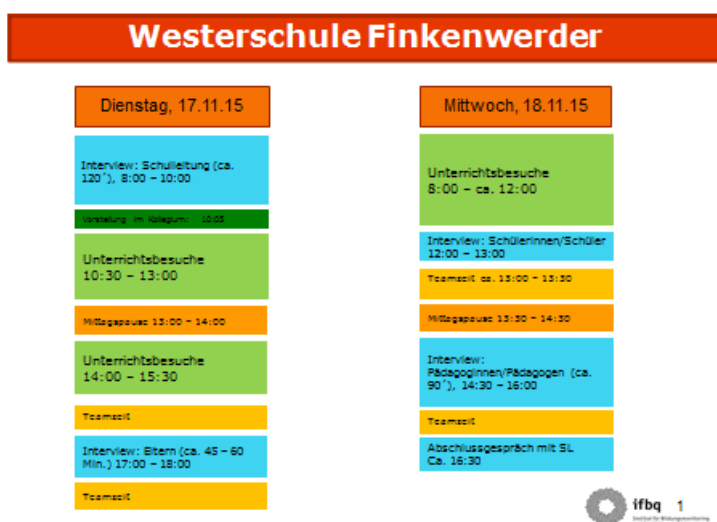 Westerschule Finkenwerder
Dienstag, 17.11.15
Interview: Schulleitung (ca.
120´), 8:00 – 10:00
Vorstellung im Kollegium: 10:05
Unterrichtsbesuche
10:30 – 13:00
Mittagspause 13:00 – 14:00
Unterrichtsbesuche
14:00 – 15:30
Teamzeit
Interview: Eltern (ca. 45 – 60
Min.) 17:00 – 18:00
Teamzeit
Mittwoch, 18.11.15
Unterrichtsbesuche
8:00 – ca. 12:00
Interview: Schülerinnen/Schüler
12:00 – 13:00
Teamzeit ca. 13:00 – 13:30
Mittagspause 13:30 – 14:30
Interview:
Pädagoginnen/Pädagogen (ca.
90´), 14:30 – 16:00
Teamzeit
Abschlussgespräch mit SL
Ca. 16:30
ifbq 1
Institut für Bildungsmonitoring